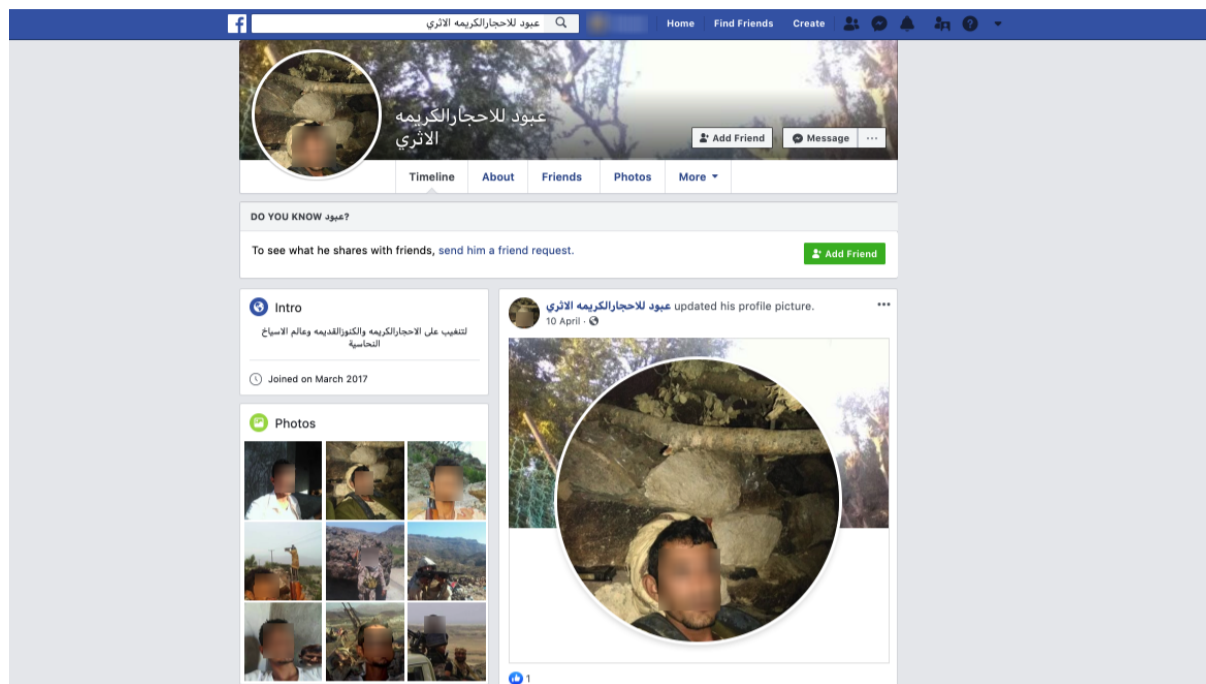 f
عبود للاحجارالكريمه الاثري
Home Find Friends Create
عبود للاحجارالكريمه
الاثري
Add Friend Message ...
Timeline About Friends Photos More
DO YOU KNOW عبود?
To see what he shares with friends, send him a friend request.
Add Friend
Intro
لتنغيب على الاحجارالكريمه والكنوزالقديمه وعالم الاسياخ
النحاسية
Joined on March 2017
Photos
عبود للاحجارالكريمه الاثري updated his profile picture.
10 April ·
1